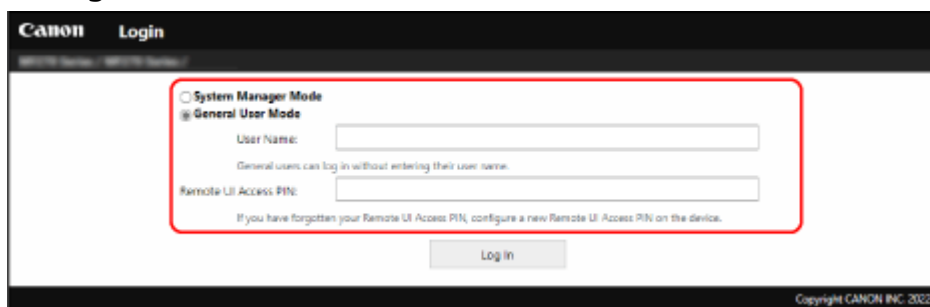 Canon Login
System Manager Mode
General User Mode
User Name:
General users can log in without entering their user name.
Remote UI Access PIN:
If you have forgotten your Remote UI Access PIN, configure a new Remote UI Access PIN on the device.
Log In
Copyright CANON INC. 2022